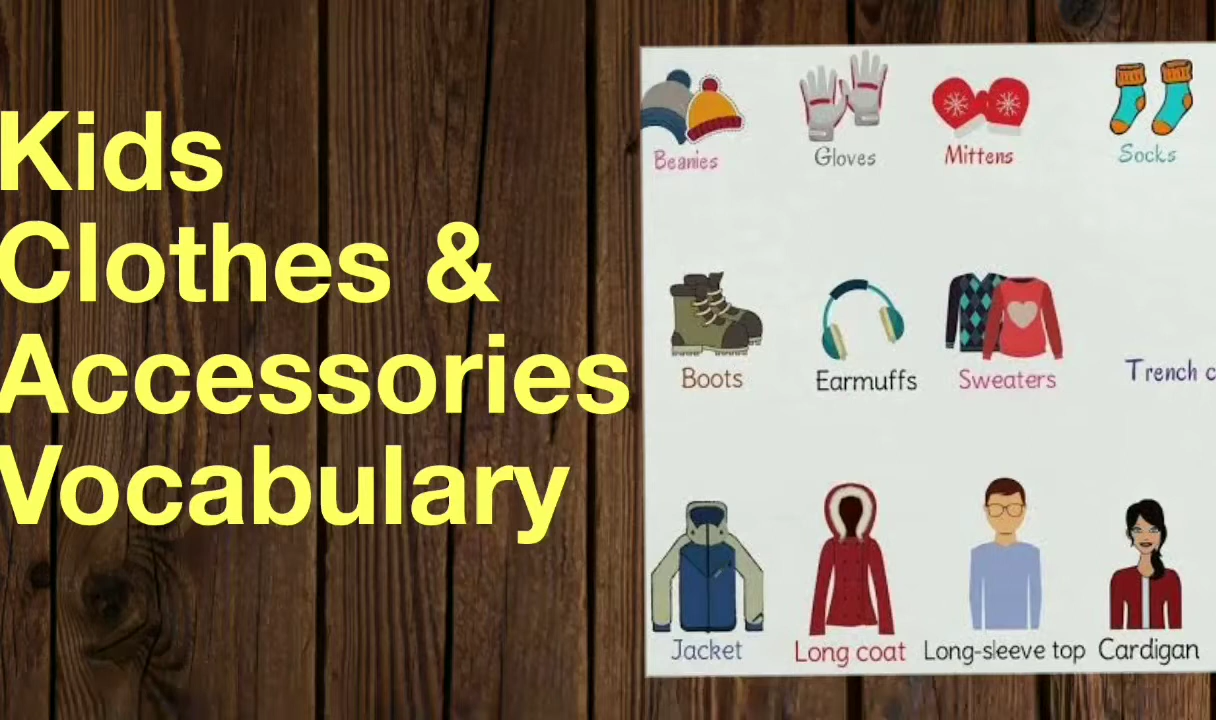 Kids
Clothes &
Accessories
Vocabulary
Beanies Gloves Mittens Socks
Boots Earmuffs Sweaters Trench c
Jacket Long coat Long-sleeve top Cardigan